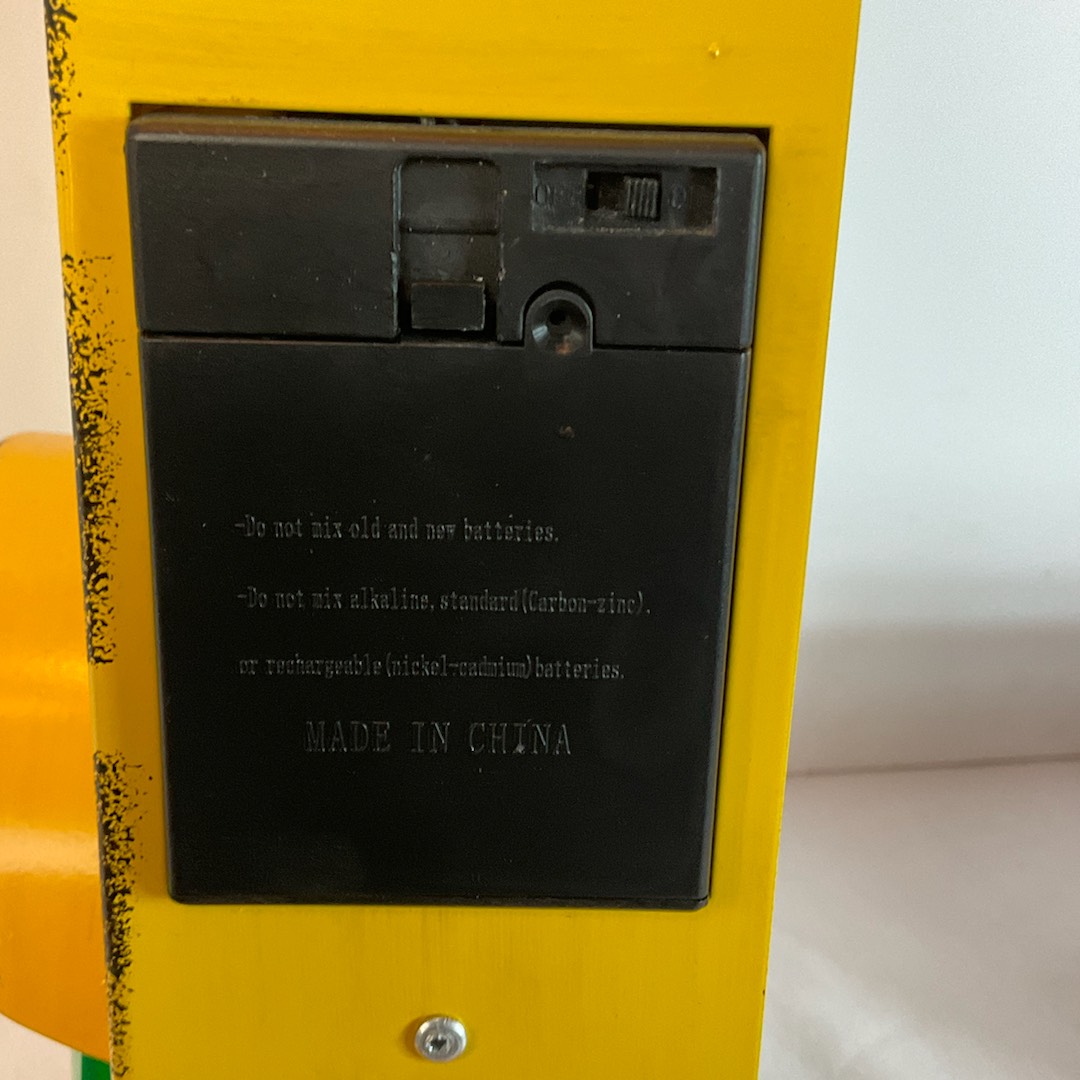 -Do not mix old and new batteries.
-Do not mix alkaline, standard(Carbon-zinc).
or rechargeable(nickel-cadmium)batteries.
MADE IN CHINA